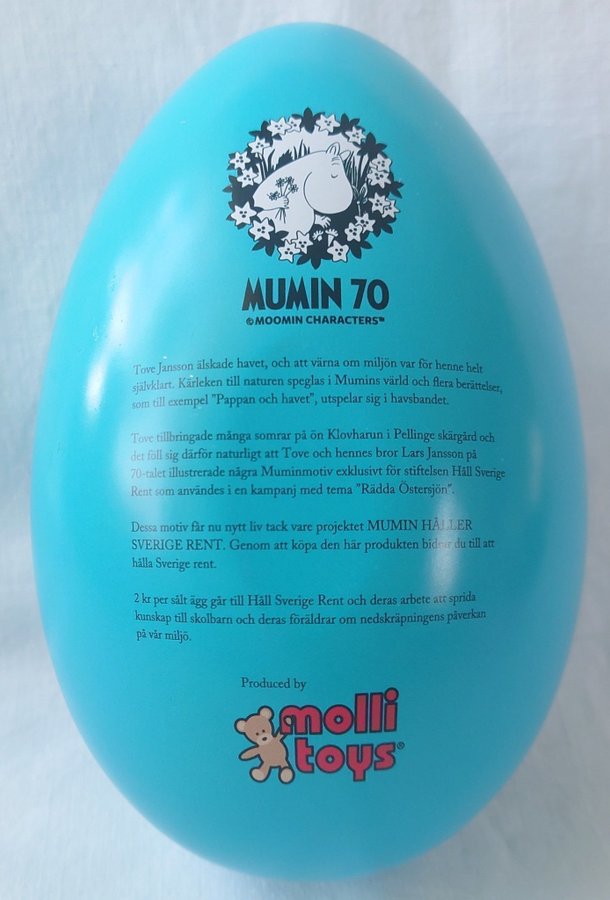 MUMIN 70
©MOOMIN CHARACTERS™
Tove Jansson älskade havet, och att värna om miljön var för henne helt
självklart. Kärleken till naturen speglas i Mumins värld och flera berättelser,
som till exempel "Pappan och havet", utspelar sig i havsbandet.
Tove tillbringade många somrar på ön Klovharun i Pellinge skärgård och
det föll sig därför naturligt att Tove och hennes bror Lars Jansson på
70-talet illustrerade några Muminmotiv exklusivt för stiftelsen Håll Sverige
Rent som användes i en kampanj med tema "Rädda Östersjön".
Dessa motiv får nu nytt liv tack vare projektet MUMIN HÅLLER
SVERIGE RENT. Genom att köpa den här produkten bidrar du till att
hålla Sverige rent.
2 kr per sålt ägg går till Håll Sverige Rent och deras arbete att sprida
kunskap till skolbarn och deras föräldrar om nedskräpningens påverkan
på vår miljö.
Produced by
molli
toys®